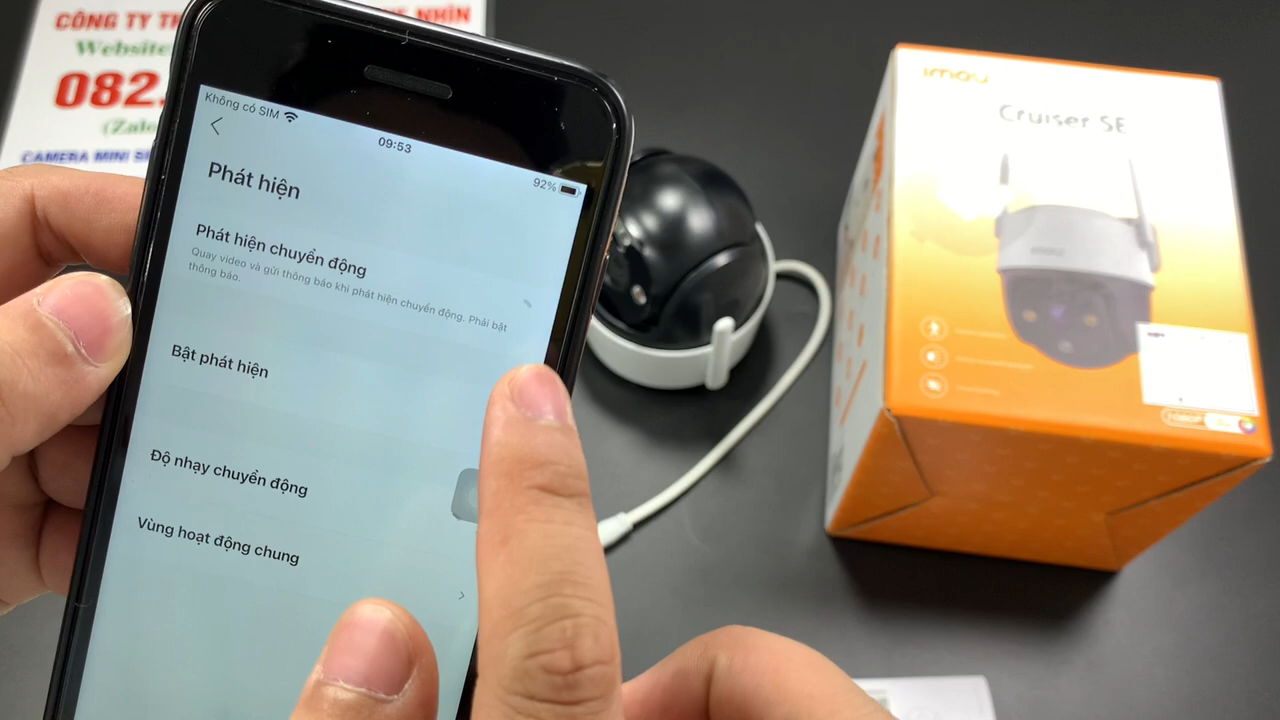 CÔNG TY TN
NHÌN
Website
082.
(Zalo
CAMERA MINI
Không có SIM
09:53
92%
Phát hiện
Phát hiện chuyển động
Quay video và gửi thông báo khi phát hiện chuyển động. Phải bật
thông báo.
Bật phát hiện
Độ nhạy chuyển động
Vùng hoạt động chung
imou
Cruiser SE
imou
1080P